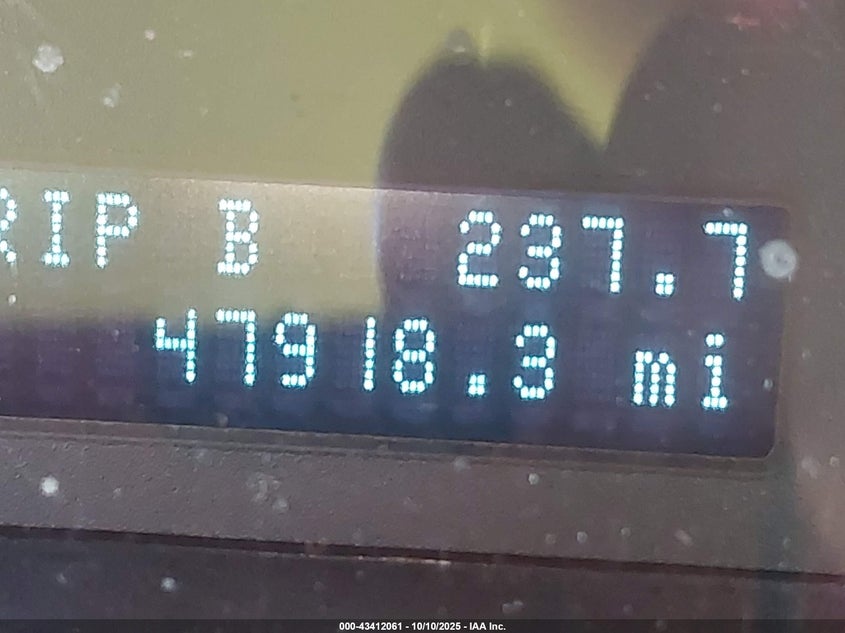 RIP B 237.7
47918.3 mi
000-43412061 - 10/10/2025 - IAA Inc.